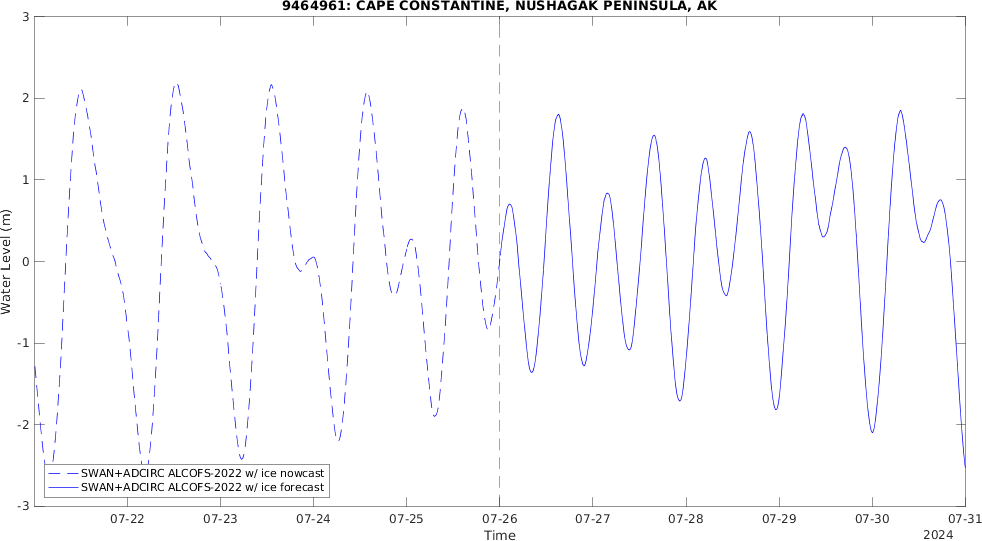 9464961: CAPE CONSTANTINE, NUSHAGAK PENINSULA, AK
3
2
1
0
-1
-2
-3
Water Level (m)
SWAN+ADCIRC ALCOFS-2022 w/ ice nowcast
SWAN+ADCIRC ALCOFS-2022 w/ ice forecast
07-22 07-23 07-24 07-25 07-26 07-27 07-28 07-29 07-30 07-31
Time
2024